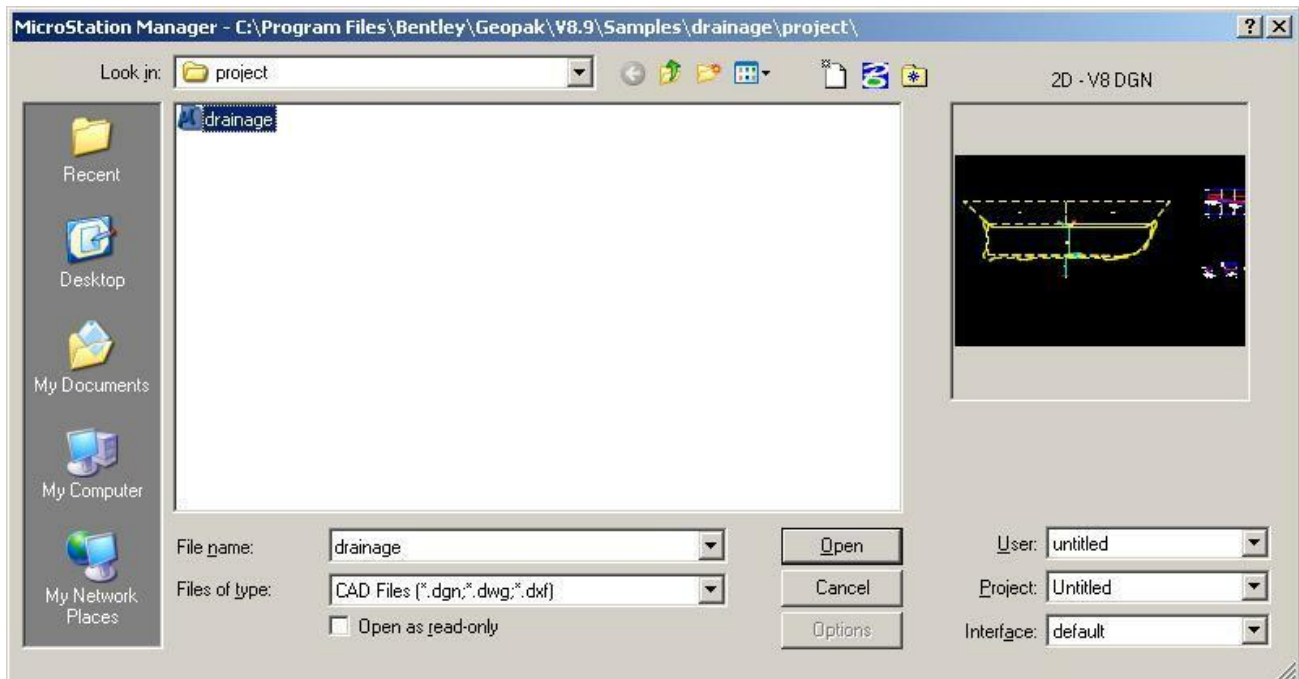 MicroStation Manager - C:\Program Files\Bentley\Geopak\V8.9\Samples\drainage\project\
Look in: project
2D - V8 DGN
drainage
Recent
Desktop
My Documents
My Computer
My Network
Places
File name: drainage
Files of type: CAD Files (*.dgn;*.dwg;*.dxf)
Open as read-only
Open
Cancel
Options
User: untitled
Project: Untitled
Interface: default